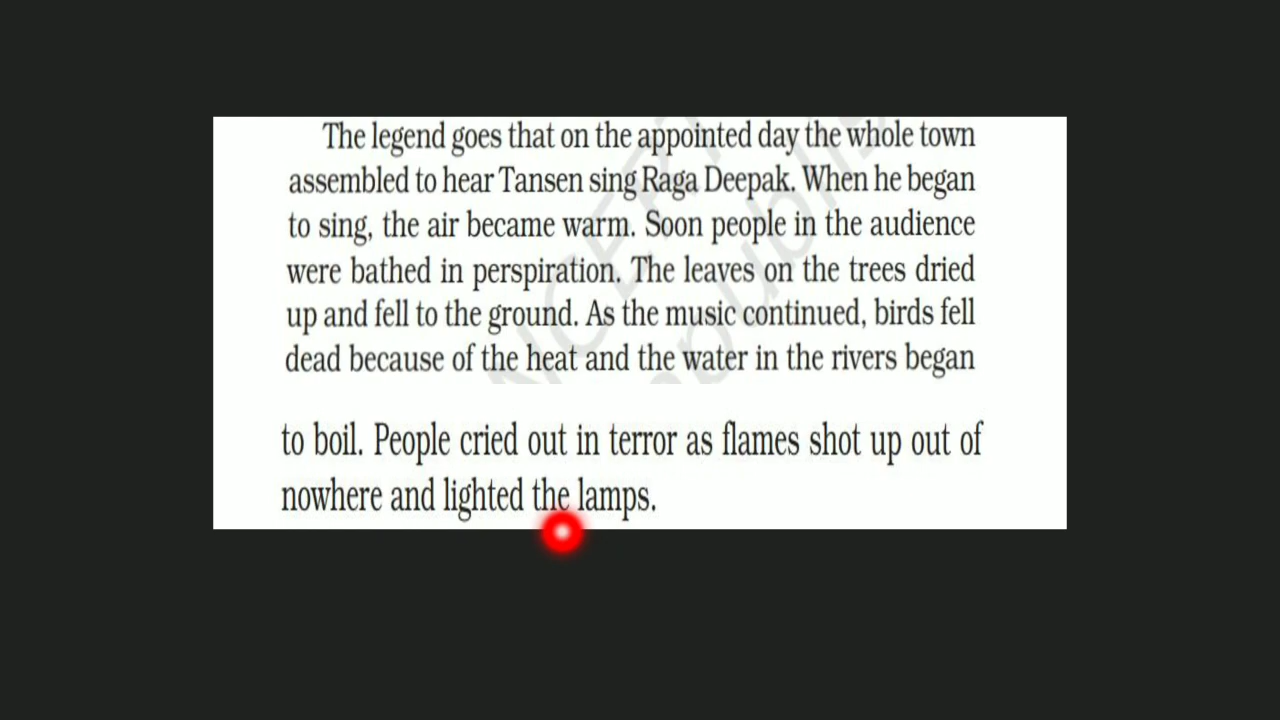 The legend goes that on the appointed day the whole town
assembled to hear Tansen sing Raga Deepak. When he began
to sing, the air became warm. Soon people in the audience
were bathed in perspiration. The leaves on the trees dried
up and fell to the ground. As the music continued, birds fell
dead because of the heat and the water in the rivers began
to boil. People cried out in terror as flames shot up out of
nowhere and lighted the lamps.